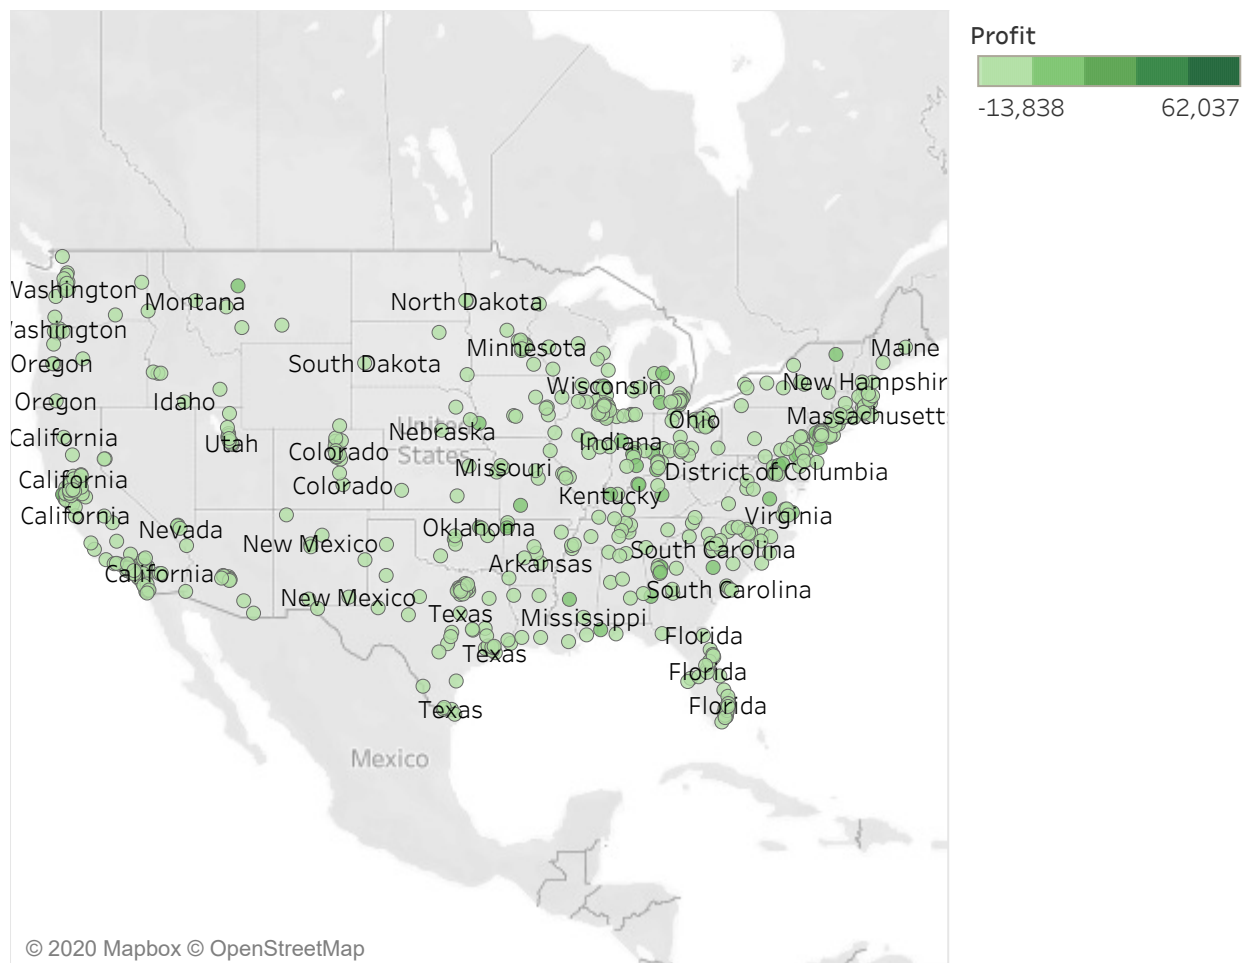 Profit
-13,838
62,037
Washington
Montana
North Dakota
ashington
Minnesota
Maine
Oregon
South Dakota
Wisconsin
New Hampshir
Oregon
Idaho
Ohio
Massachusett
California
Utah
Nebraska
United
States
Indiana
Colorado
Missouri
District of Columbia
California
Colorado
Kentucky
California
Nevada
Oklahoma
Virginia
New Mexico
South Carolina
California
Arkansas
New Mexico
South Carolina
Texas
Mississippi
Texas
Florida
Florida
Texas
Florida
Mexico
© 2020 Mapbox © OpenStreetMap